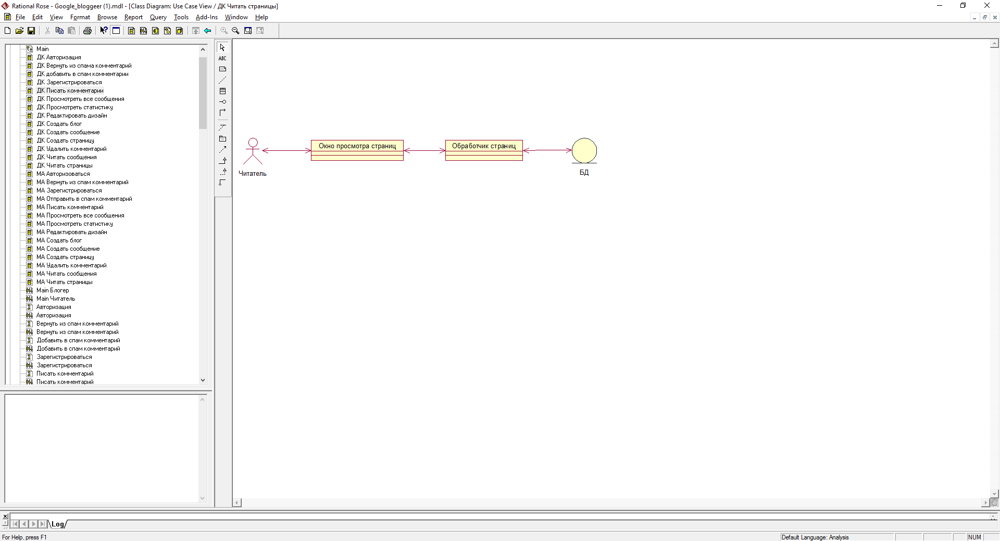 Rational Rose - Google_bloggeer (1).mdl - [Class Diagram: Use Case View / ДК Читать страницы]
File Edit View Format Browse Report Query Tools Add-Ins Window Help
Main
ДК Авторизация
ДК Вернуть из спама комментарий
ДК добавить в спам комментарии
ДК Зарегистрироваться
ДК Писать комментарии
ДК Просмотреть все сообщения
ДК Просмотреть статистику
ДК Редактировать дизайн
ДК Создать блог
ДК Создать сообщение
ДК Создать страницу
ДК Удалить комментарий
ДК Читать сообщения
ДК Читать страницы
МА Авторизоваться
МА Вернуть из спам комментарий
МА Зарегистрироваться
МА Отправить в спам комментарий
МА Писать комментарий
МА Просмотреть все сообщения
МА Просмотреть статистику
МА Редактировать дизайн
МА Создать блог
МА Создать сообщение
МА Создать страницу
МА Удалить комментарий
МА Читать сообщения
МА Читать страницы
Main Блогер
Main Читатель
Авторизация
Авторизация
Вернуть из спам комментарий
Вернуть из спам комментарий
Добавить в спам комментарий
Добавить в спам комментарий
Зарегистрироваться
Зарегистрироваться
Писать комментарий
Писать комментарий
ABC
Окно просмотра страниц
Обработчик страниц
Читатель
БД
Log
For Help, press F1
Default Language: Analysis
NUM